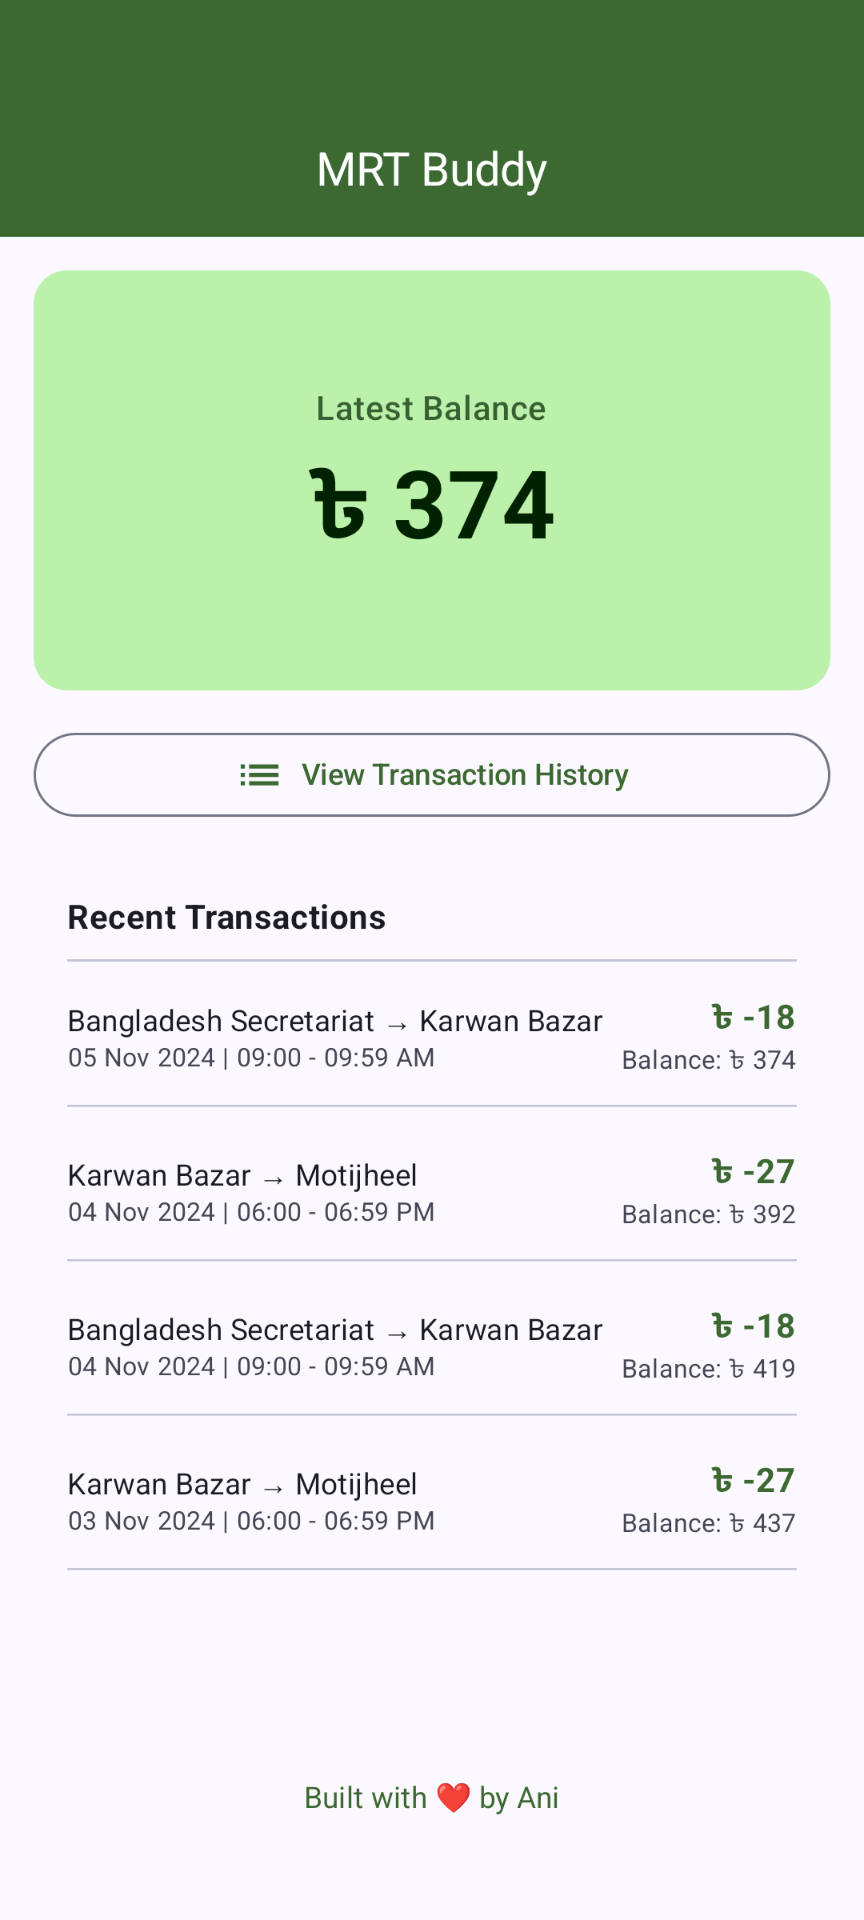 MRT Buddy
Latest Balance
৳ 374
View Transaction History
Recent Transactions
Bangladesh Secretariat → Karwan Bazar
৳ -18
05 Nov 2024 | 09:00 - 09:59 AM
Balance: ৳ 374
Karwan Bazar → Motijheel
৳ -27
04 Nov 2024 | 06:00 - 06:59 PM
Balance: ৳ 392
Bangladesh Secretariat → Karwan Bazar
৳ -18
04 Nov 2024 | 09:00 - 09:59 AM
Balance: ৳ 419
Karwan Bazar → Motijheel
৳ -27
03 Nov 2024 | 06:00 - 06:59 PM
Balance: ৳ 437
Built with ❤️ by Ani